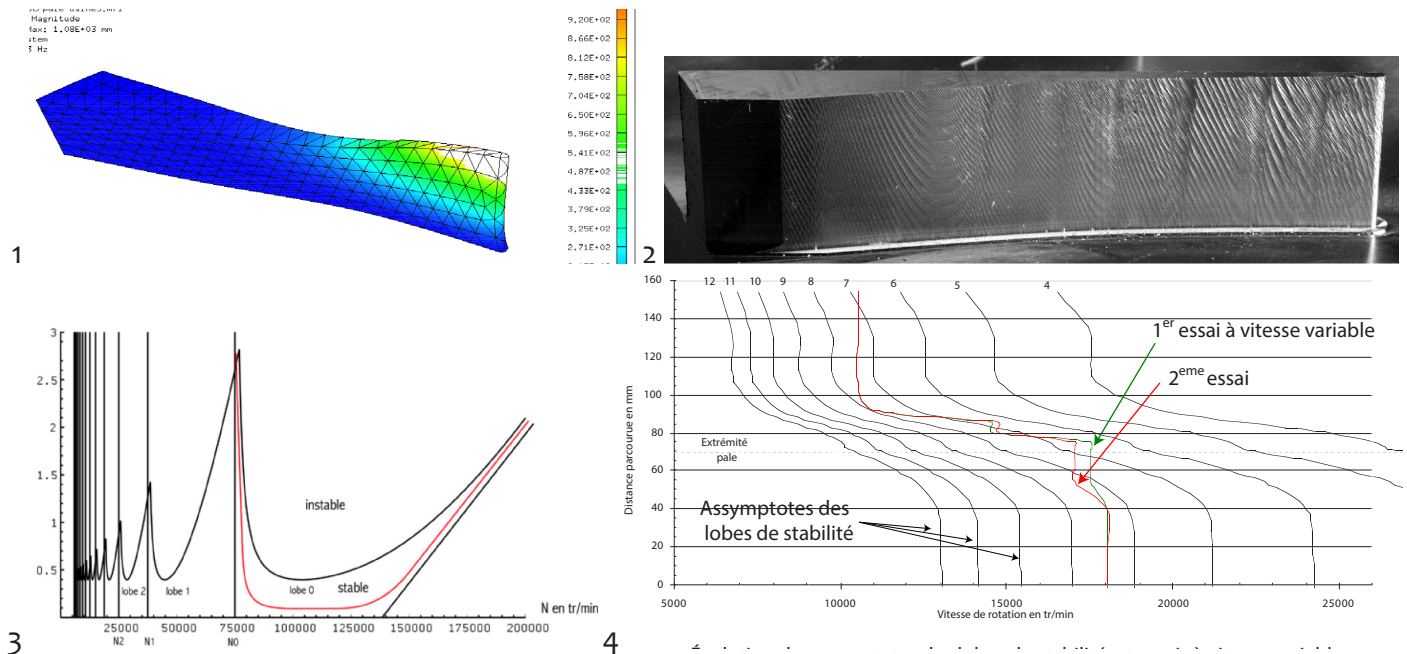 Magnitude
Max: 1.08E+03 mm
3 Hz
9.20E+02
8.66E+02
8.12E+02
7.58E+02
7.04E+02
6.50E+02
5.96E+02
5.41E+02
4.87E+02
4.33E+02
3.79E+02
3.25E+02
2.71E+02
1
2
3
2.5
2
1.5
1
0.5
instable
stable
lobe 2
lobe 1
lobe 0
N en tr/min
25000
50000
75000
100000
125000
150000
175000
200000
N2
N1
N0
3
160
140
120
100
80
60
40
20
0
12
11
10
9
8
7
6
5
4
1er essai à vitesse variable
2eme essai
Extrémité
pale
Assymptotes des
lobes de stabilité
Distance parcourue en mm
5000
10000
15000
20000
25000
Vitesse de rotation en tr/min
4